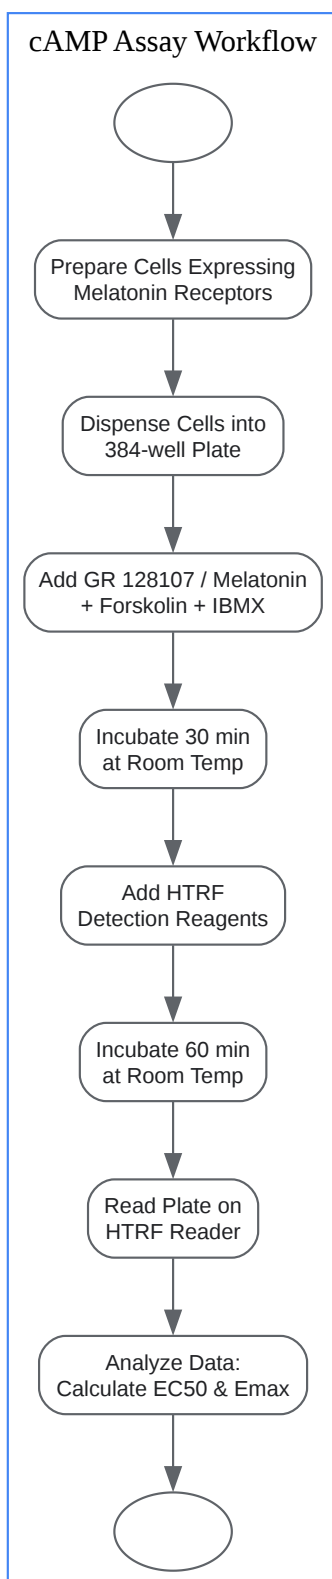 cAMP Assay Workflow
Prepare Cells Expressing
Melatonin Receptors
Dispense Cells into
384-well Plate
Add GR 128107 / Melatonin
+ Forskolin + IBMX
Incubate 30 min
at Room Temp
Add HTRF
Detection Reagents
Incubate 60 min
at Room Temp
Read Plate on
HTRF Reader
Analyze Data:
Calculate EC50 & Emax